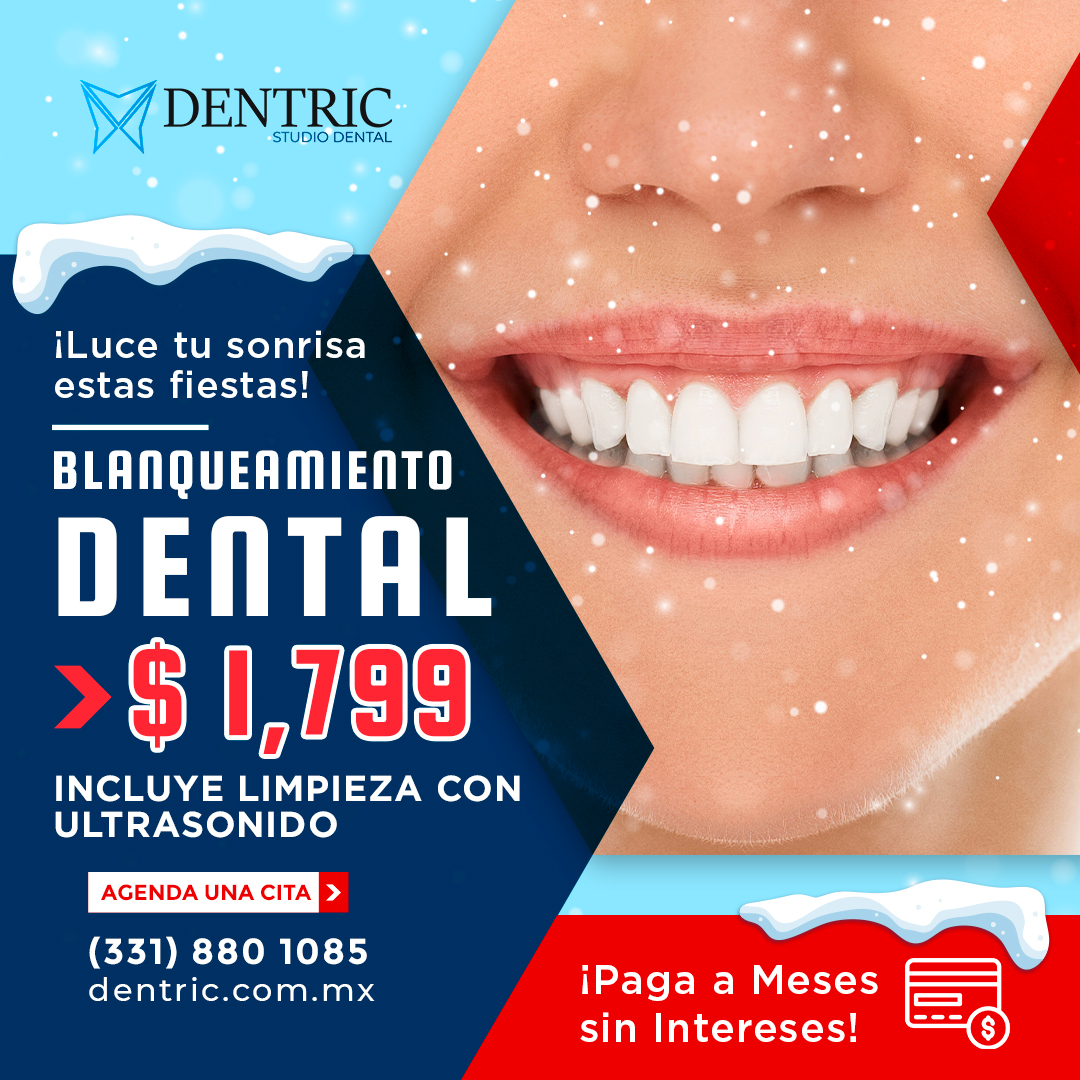 DENTRIC
STUDIO DENTAL
¡Luce tu sonrisa
estas fiestas!
BLANQUEAMIENTO
DENTAL
$ 1,799
INCLUYE LIMPIEZA CON
ULTRASONIDO
AGENDA UNA CITA
(331) 880 1085
dentric.com.mx
¡Paga a Meses
sin Intereses!
$